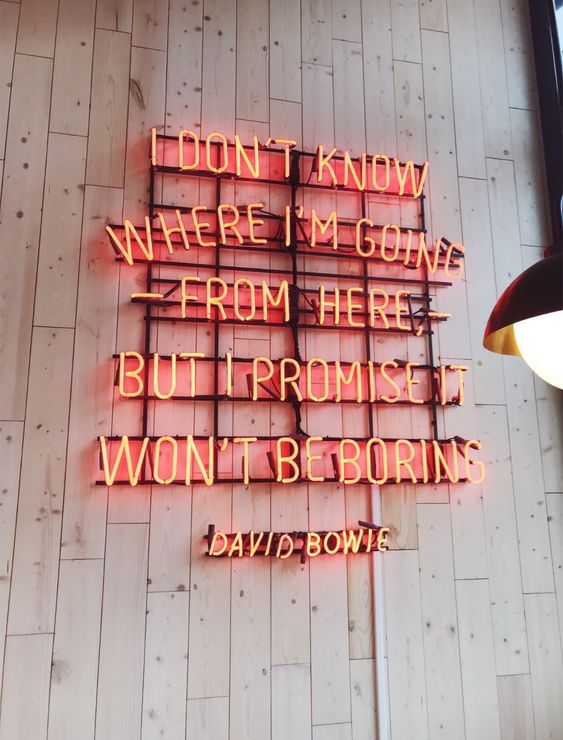 I DON'T KNOW
WHERE I'M GOING
– FROM HERE, –
BUT I PROMISE IT
WON'T BE BORING
DAVID BOWIE